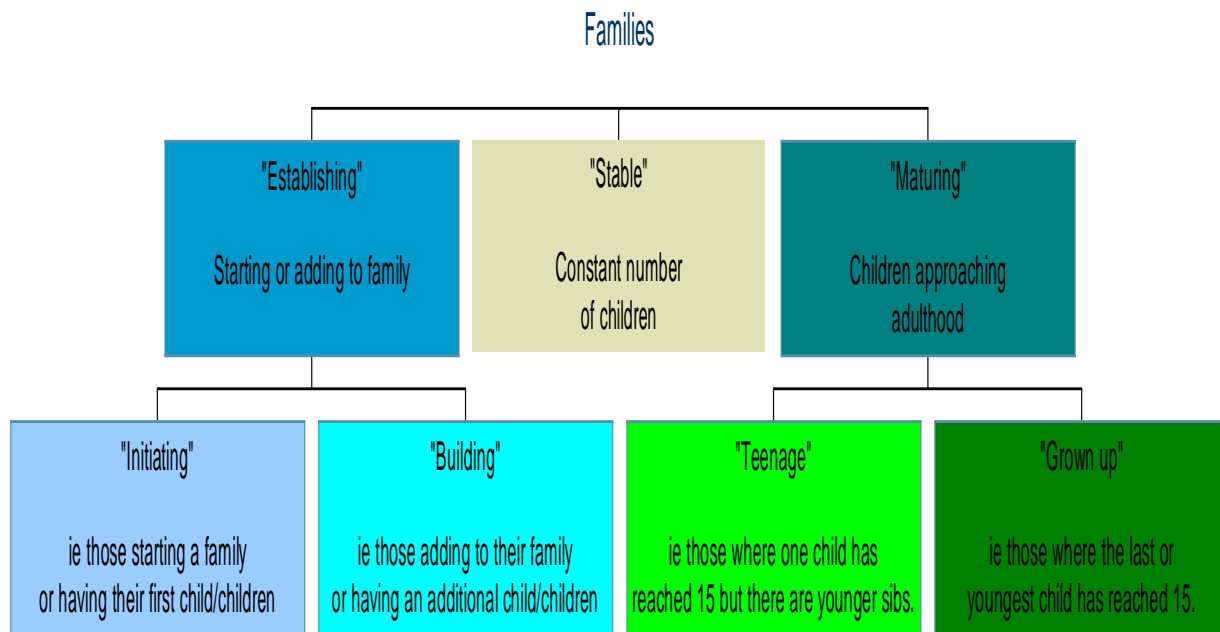 Families
"Establishing"
Starting or adding to family
"Stable"
Constant number
of children
"Maturing"
Children approaching
adulthood
"Initiating"
ie those starting a family
or having their first child/children
"Building"
ie those adding to their family
or having an additional child/children
"Teenage"
ie those where one child has
reached 15 but there are younger sibs.
"Grown up"
ie those where the last or
youngest child has reached 15.